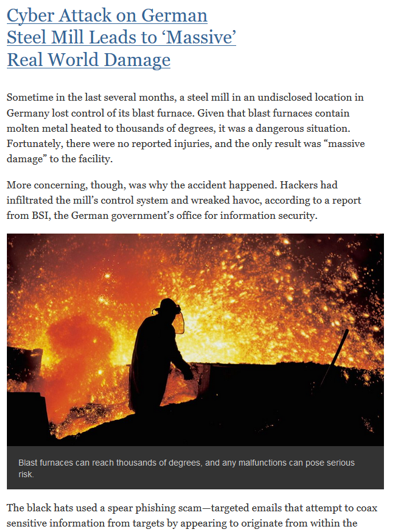 Cyber Attack on German
Steel Mill Leads to ‘Massive’
Real World Damage
Sometime in the last several months, a steel mill in an undisclosed location in
Germany lost control of its blast furnace. Given that blast furnaces contain
molten metal heated to thousands of degrees, it was a dangerous situation.
Fortunately, there were no reported injuries, and the only result was “massive
damage” to the facility.
More concerning, though, was why the accident happened. Hackers had
infiltrated the mill’s control system and wreaked havoc, according to a report
from BSI, the German government’s office for information security.
Blast furnaces can reach thousands of degrees, and any malfunctions can pose serious
risk.
The black hats used a spear phishing scam—targeted emails that attempt to coax
sensitive information from targets by appearing to originate from within the